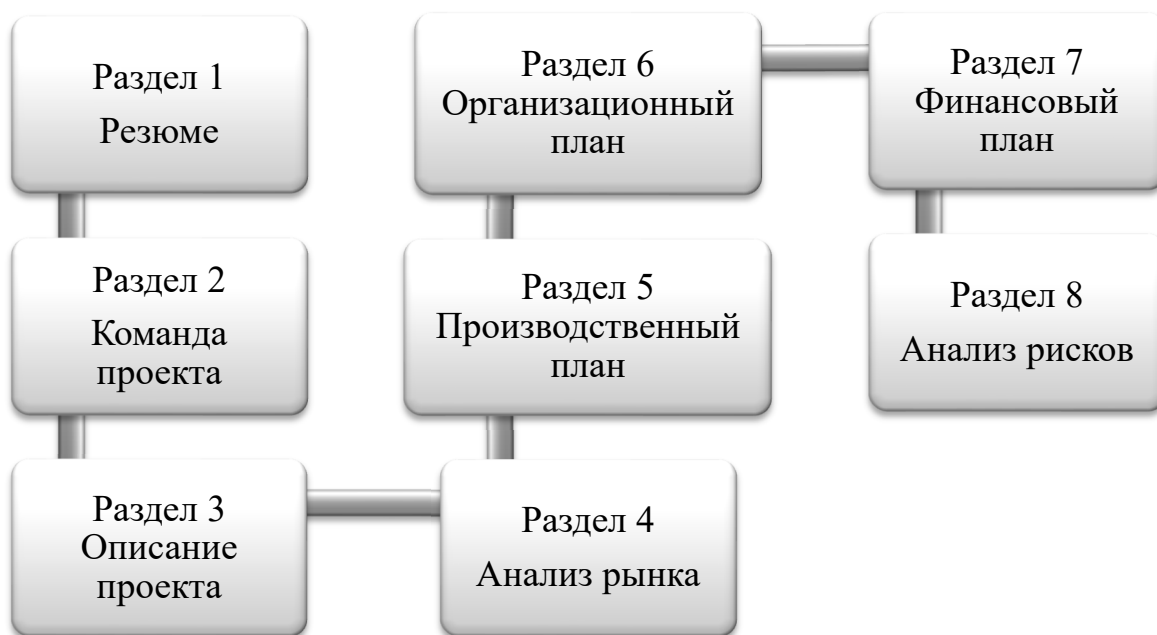 Раздел 1
Резюме
Раздел 2
Команда
проекта
Раздел 3
Описание
проекта
Раздел 4
Анализ рынка
Раздел 5
Производственный
план
Раздел 6
Организационный
план
Раздел 7
Финансовый
план
Раздел 8
Анализ рисков